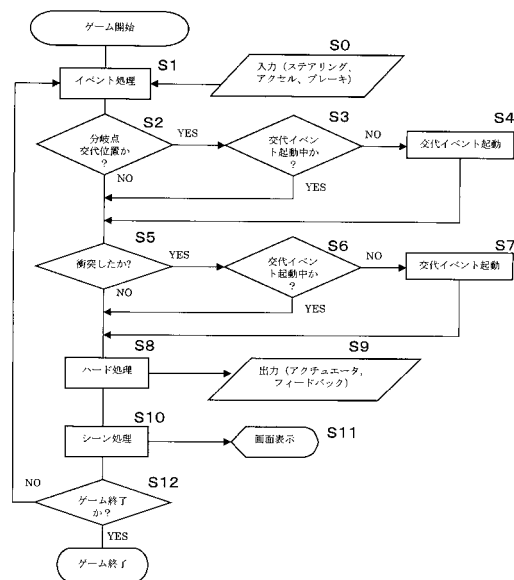 ゲーム開始
S0
入力（ステアリング、
アクセル、ブレーキ）
S1
イベント処理
S2
分岐点
交代位置か
？
YES
NO
S3
交代イベン
ト起動中か
？
NO
YES
S4
交代イベント起動
S5
衝突したか?
YES
NO
S6
交代イベン
ト起動中か
？
NO
YES
S7
交代イベント起動
S8
ハード処理
S9
出力（アクチュエータ,
フィードバック）
S10
シーン処理
S11
画面表示
S12
ゲーム終了
か？
NO
YES
ゲーム終了